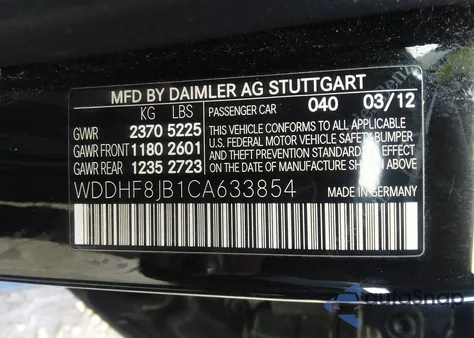 MFD BY DAIMLER AG STUTTGART
KG LBS PASSENGER CAR 040 03/12
GVWR 2370 5225
GAWR FRONT 1180 2601
GAWR REAR 1235 2723
THIS VEHICLE CONFORMS TO ALL APPLICABLE
U.S. FEDERAL MOTOR VEHICLE SAFETY BUMPER
AND THEFT PREVENTION STANDARDS IN EFFECT
ON THE DATE OF MANUFACTURE SHOWN ABOVE.
WDDHF8JB1CA633854 MADE IN GERMANY
AutoSnap